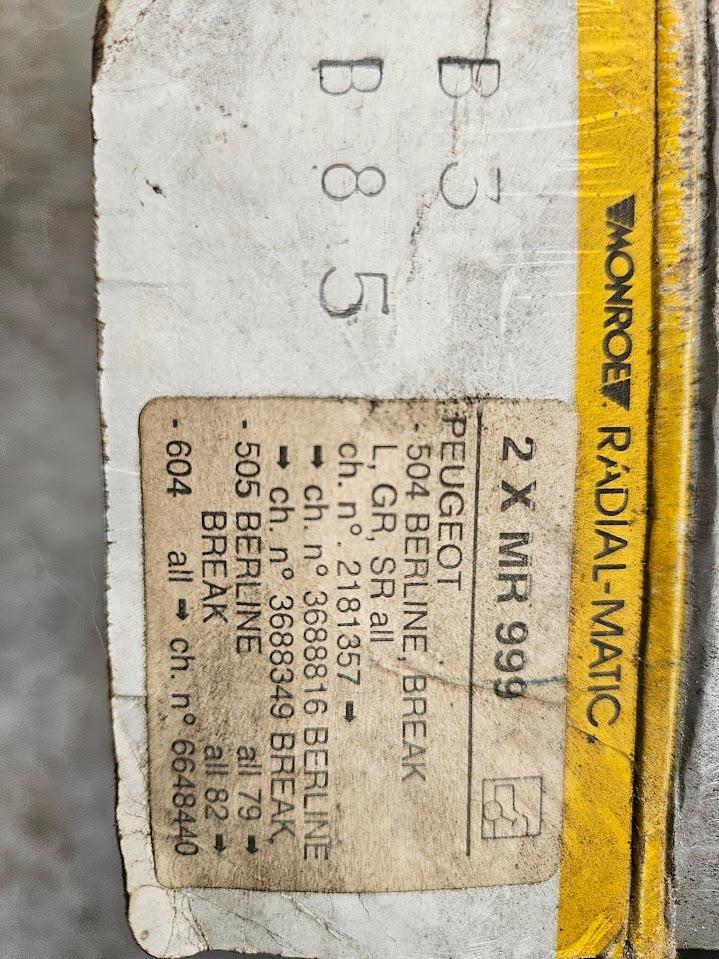 MONROE RADIAL-MATIC
B 5
B 8 5
2 X MR 999
PEUGEOT
- 504 BERLINE, BREAK
L, GR, SR all
ch. n°. 2181357 ➡
➡ ch. n° 3688816 BERLINE
➡ ch. n° 3688349 BREAK
- 505 BERLINE all 79 ➡
BREAK all 82 ➡
- 604 all ➡ ch. n° 6648440